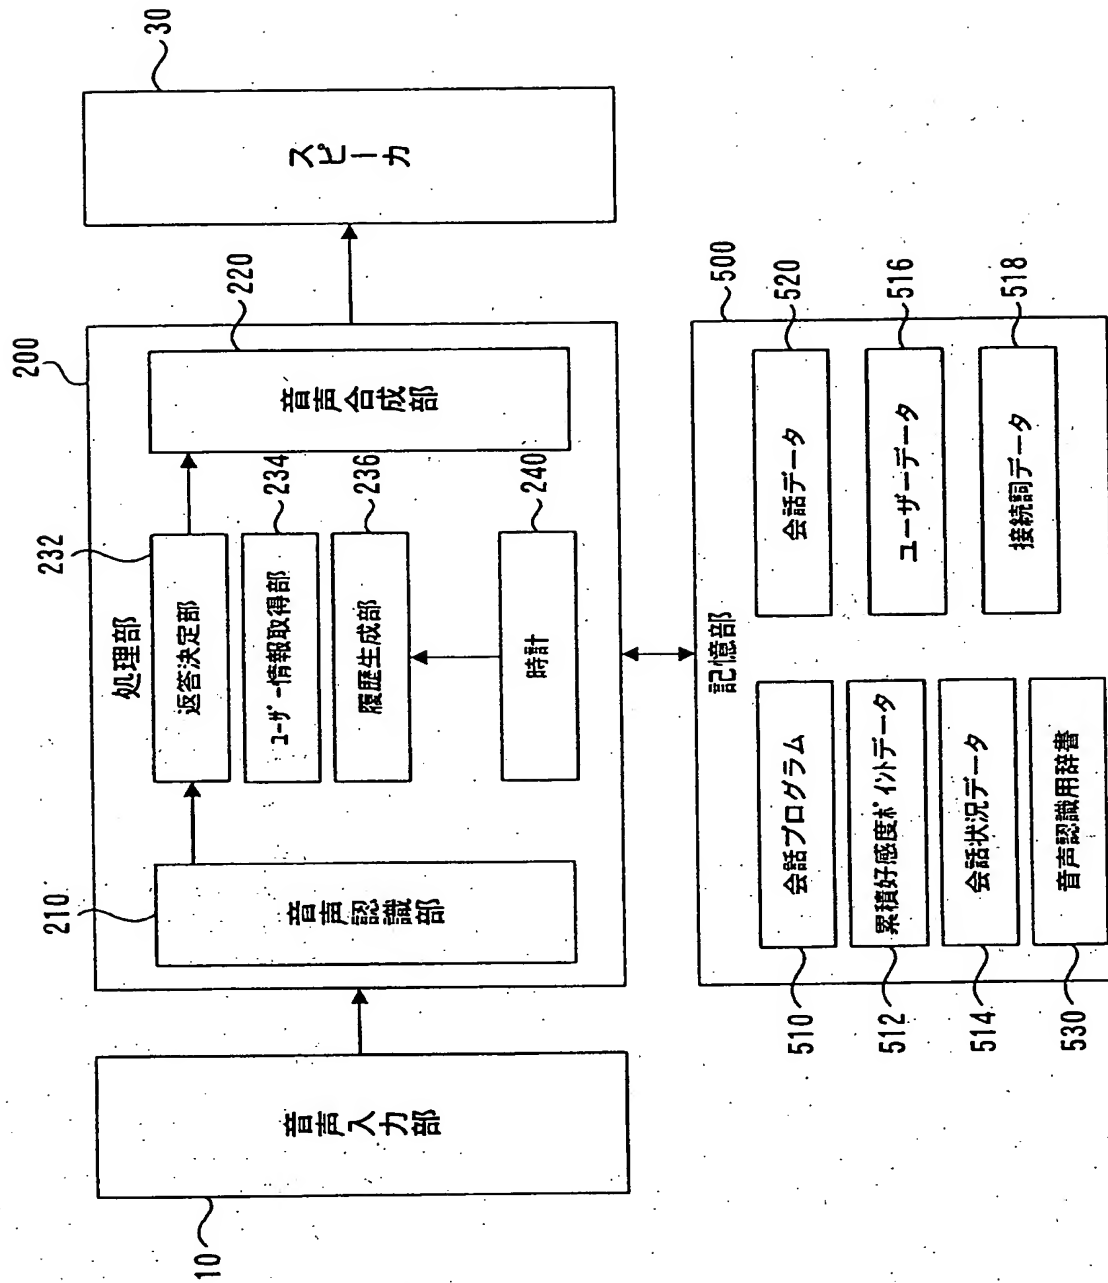 10
音声入力部
200
処理部
210
音声認識部
232
返答決定部
234
ユーザー情報取得部
236
履歴生成部
240
時計
220
音声合成部
30
スピーカ
500
記憶部
510
会話プログラム
512
累積好感度ポイントデータ
514
会話状況データ
530
音声認識用辞書
520
会話データ
516
ユーザーデータ
518
接続詞データ